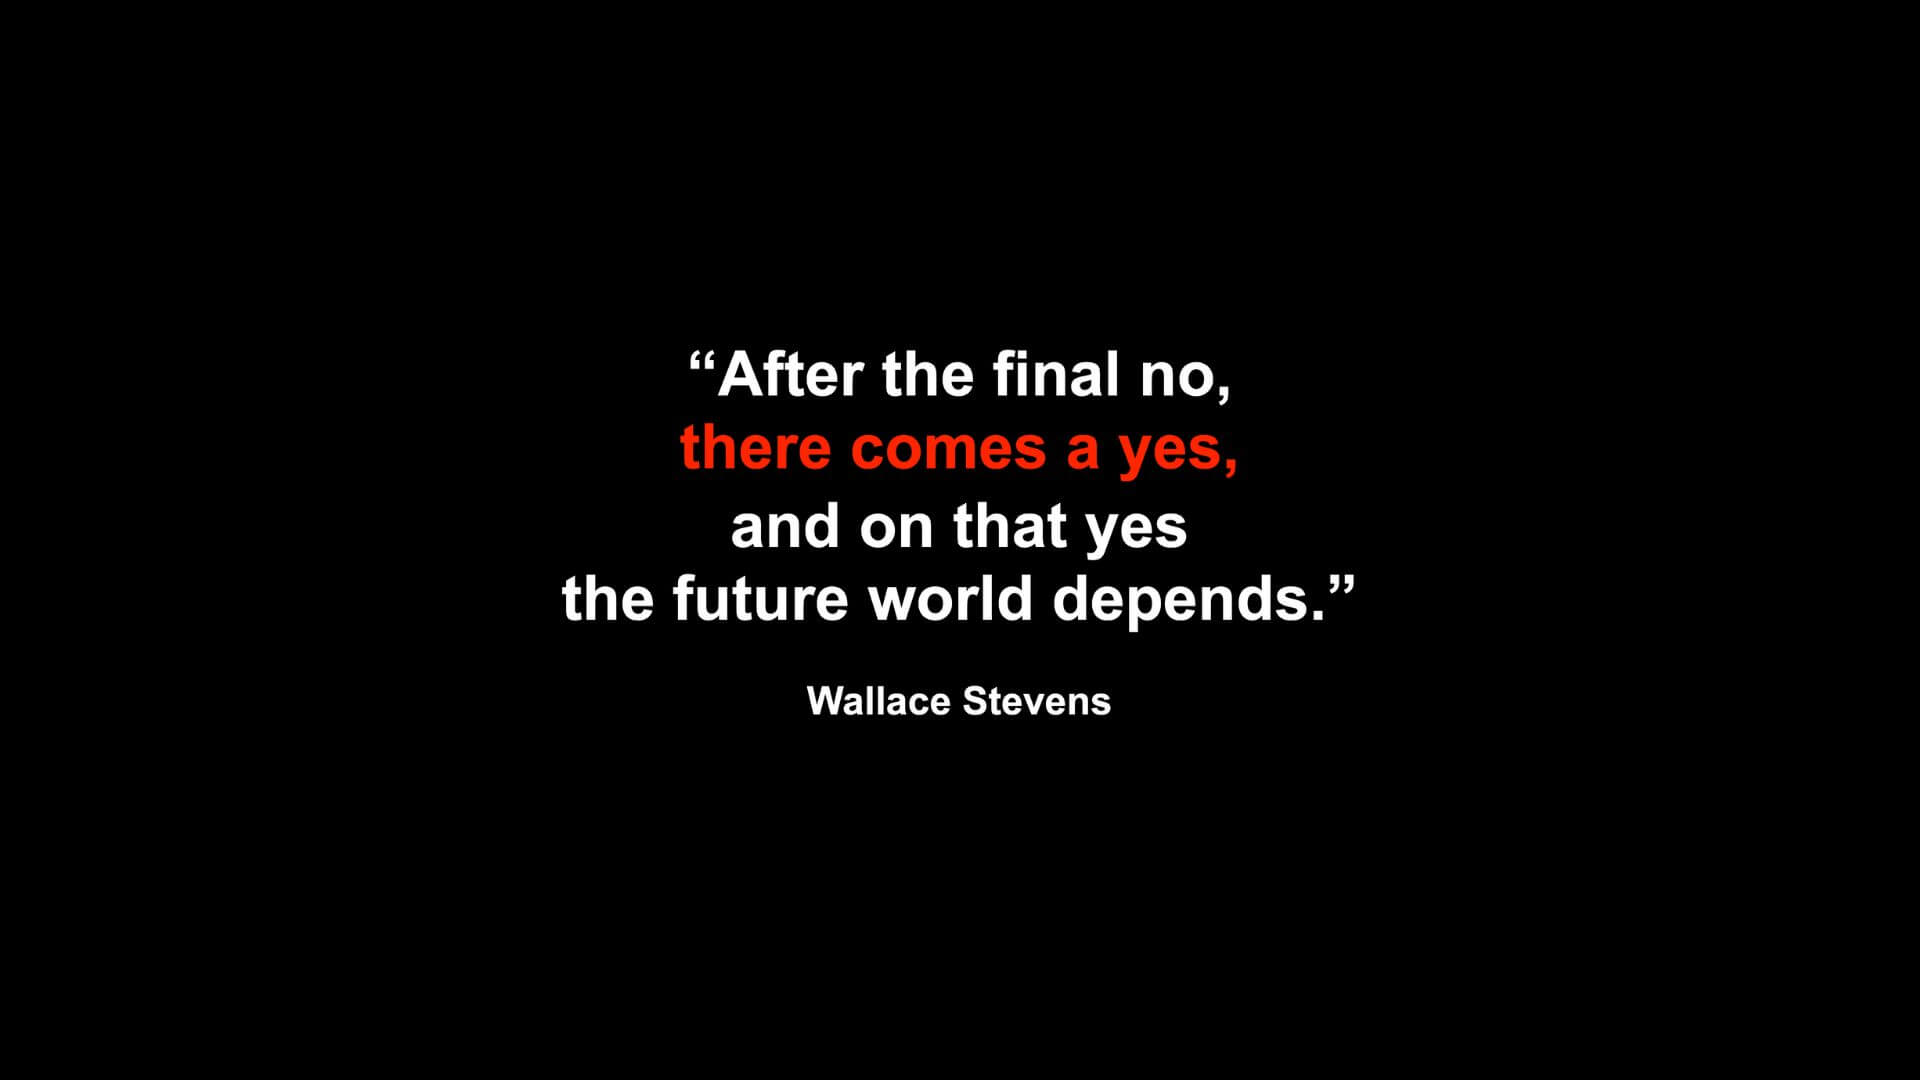 “After the final no,
there comes a yes,
and on that yes
the future world depends.”
Wallace Stevens